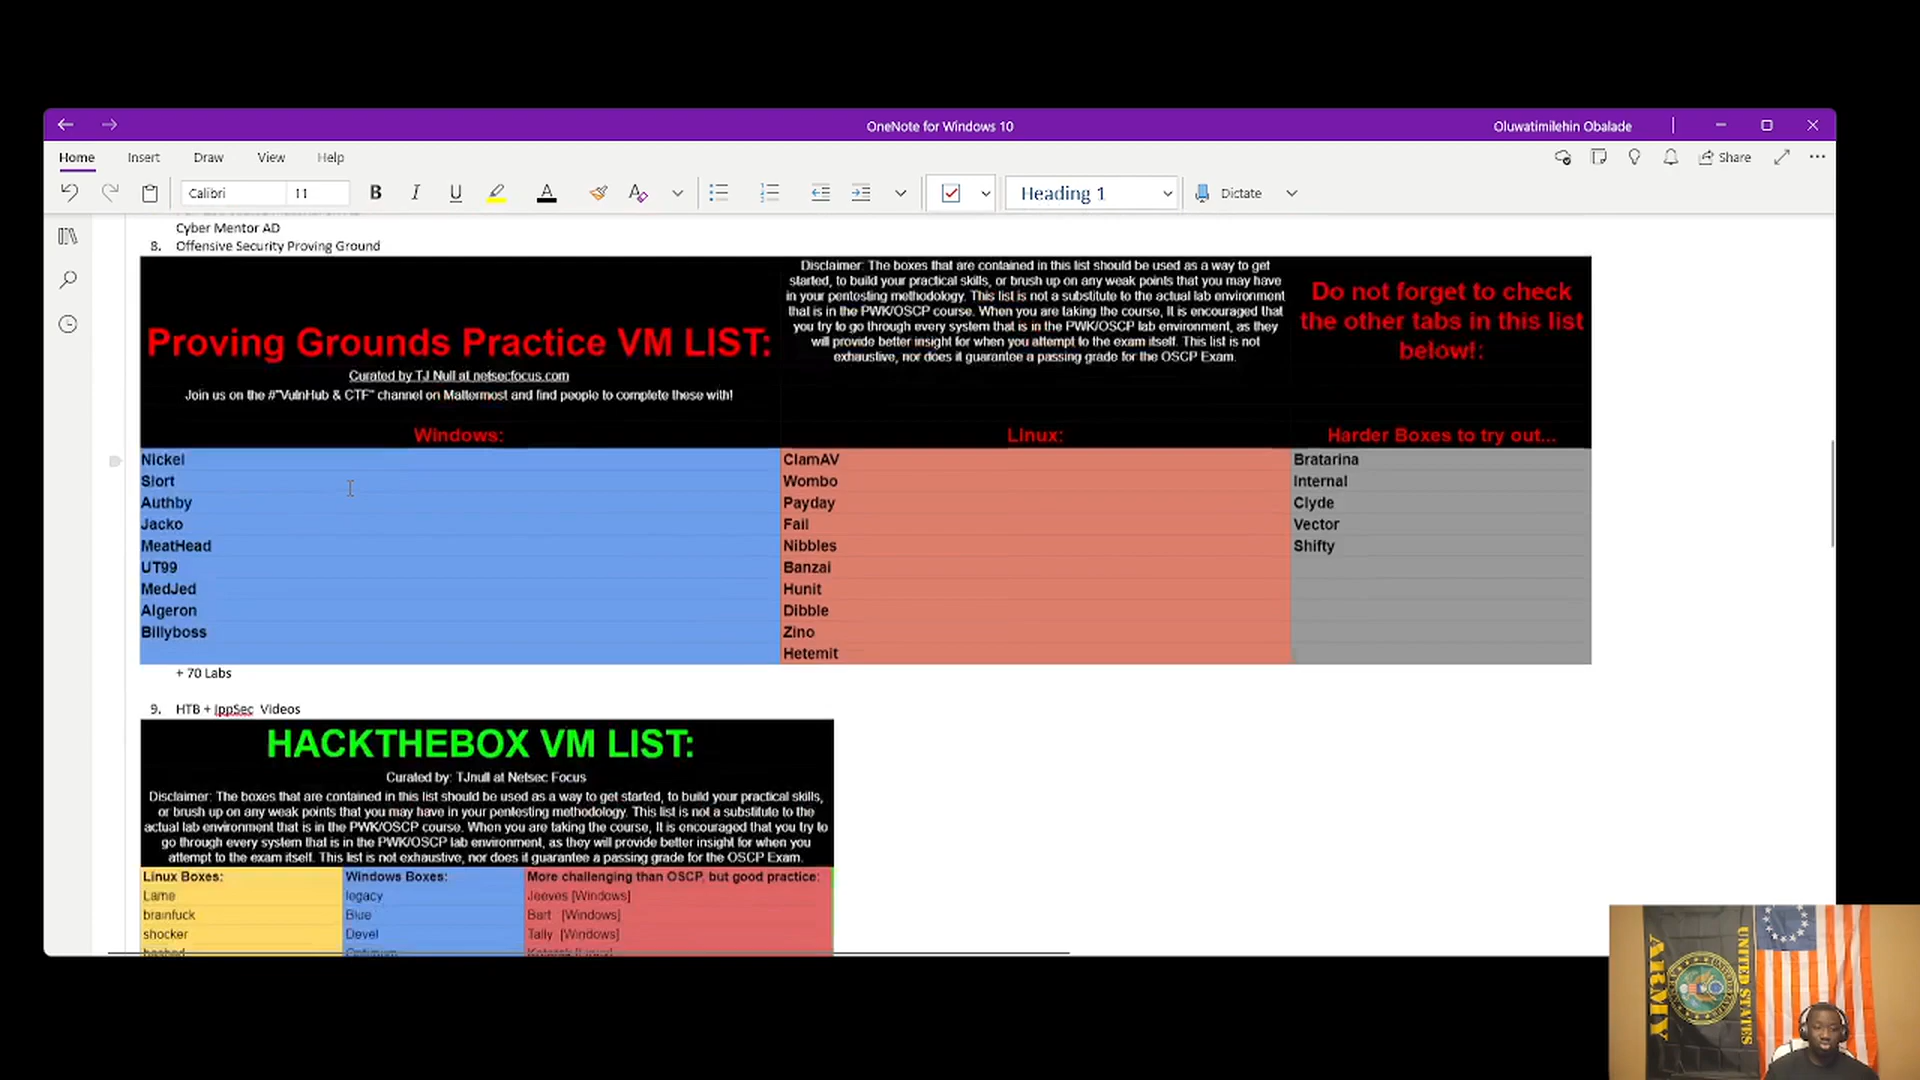 OneNote for Windows 10
Oluwatimilehin Obalade
Home
Insert
Draw
View
Help
Share
Calibri
11
B
I
U
A
Heading 1
Dictate
Cyber Mentor AD
8. Offensive Security Proving Ground
Proving Grounds Practice VM LIST:
Curated by TJ Null at netsecfocus.com
Join us on the #"VulnHub & CTF" channel on Mattermost and find people to complete these with!
Disclaimer: The boxes that are contained in this list should be used as a way to get
started, to build your practical skills, or brush up on any weak points that you may have
in your pentesting methodology. This list is not a substitute to the actual lab environment
that is in the PWK/OSCP course. When you are taking the course, It is encouraged that
you try to go through every system that is in the PWK/OSCP lab environment, as they
will provide better insight for when you attempt to the exam itself. This list is not
exhaustive, nor does it guarantee a passing grade for the OSCP Exam.
Do not forget to check
the other tabs in this list
below!:
Windows:
Nickel
Slort
Authby
Jacko
MeatHead
UT99
MedJed
Algeron
Billyboss
Linux:
ClamAV
Wombo
Payday
Fail
Nibbles
Banzai
Hunit
Dibble
Zino
Hetemit
Harder Boxes to try out...
Bratarina
Internal
Clyde
Vector
Shifty
+ 70 Labs
9. HTB + IppSec Videos
HACKTHEBOX VM LIST:
Curated by: TJnull at Netsec Focus
Disclaimer: The boxes that are contained in this list should be used as a way to get started, to build your practical skills,
or brush up on any weak points that you may have in your pentesting methodology. This list is not a substitute to the
actual lab environment that is in the PWK/OSCP course. When you are taking the course, It is encouraged that you try to
go through every system that is in the PWK/OSCP lab environment, as they will provide better insight for when you
attempt to the exam itself. This list is not exhaustive, nor does it guarantee a passing grade for the OSCP Exam.
Linux Boxes:
Lame
brainfuck
shocker
Windows Boxes:
legacy
Blue
Devel
More challenging than OSCP, but good practice:
Jeeves [Windows]
Bart [Windows]
Tally [Windows]
UNITED STATES
ARMY